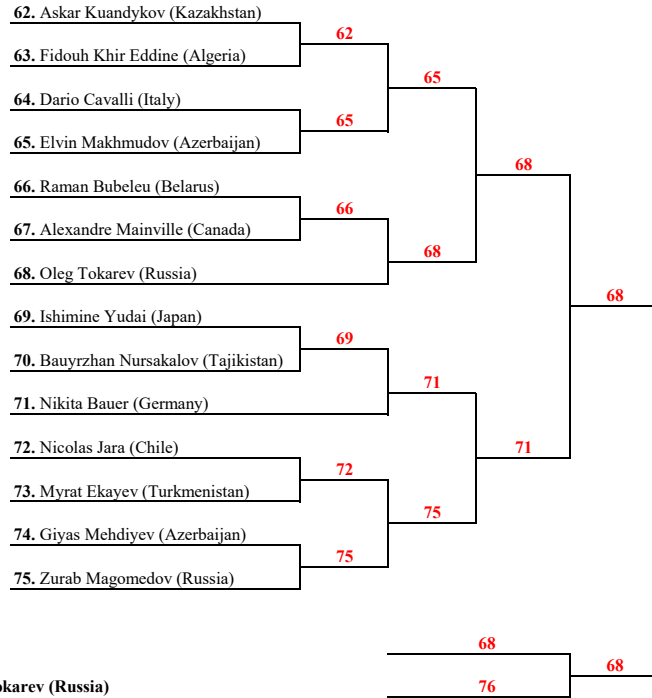 62. Askar Kuandykov (Kazakhstan)
62
63. Fidouh Khir Eddine (Algeria)
65
64. Dario Cavalli (Italy)
65
65. Elvin Makhmudov (Azerbaijan)
68
66. Raman Bubeleu (Belarus)
66
67. Alexandre Mainville (Canada)
68
68. Oleg Tokarev (Russia)
68
69. Ishimine Yudai (Japan)
69
70. Bauyrzhan Nursakalov (Tajikistan)
71
71. Nikita Bauer (Germany)
72. Nicolas Jara (Chile)
71
72
73. Myrat Ekayev (Turkmenistan)
75
74. Giyas Mehdiyev (Azerbaijan)
75
75. Zurab Magomedov (Russia)
68
68
okarev (Russia)
76